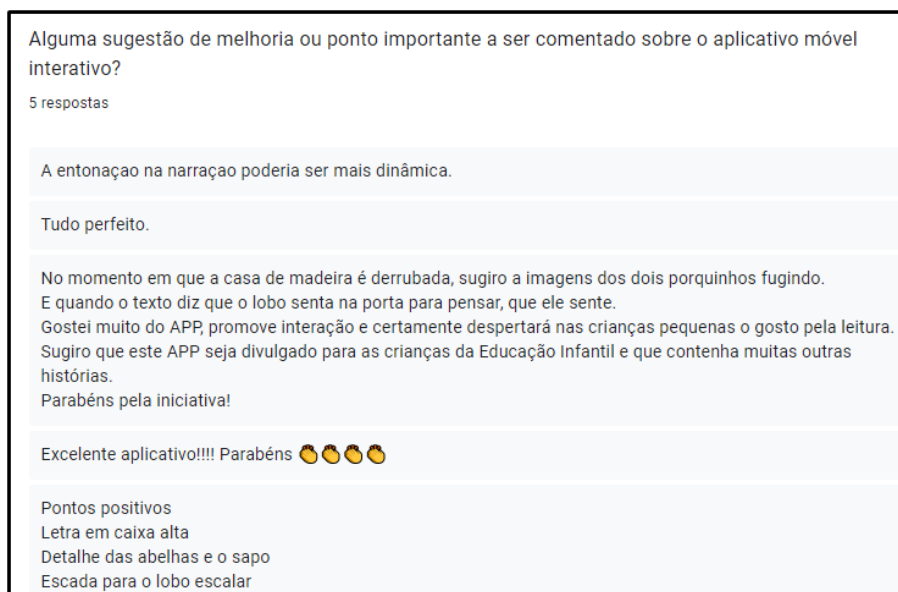 Alguma sugestão de melhoria ou ponto importante a ser comentado sobre o aplicativo móvel
interativo?
5 respostas
A entonaçao na narraçao poderia ser mais dinâmica.
Tudo perfeito.
No momento em que a casa de madeira é derrubada, sugiro a imagens dos dois porquinhos fugindo.
E quando o texto diz que o lobo senta na porta para pensar, que ele sente.
Gostei muito do APP, promove interação e certamente despertará nas crianças pequenas o gosto pela leitura.
Sugiro que este APP seja divulgado para as crianças da Educação Infantil e que contenha muitas outras
histórias.
Parabéns pela iniciativa!
Excelente aplicativo!!!! Parabéns 👏👏👏👏
Pontos positivos
Letra em caixa alta
Detalhe das abelhas e o sapo
Escada para o lobo escalar